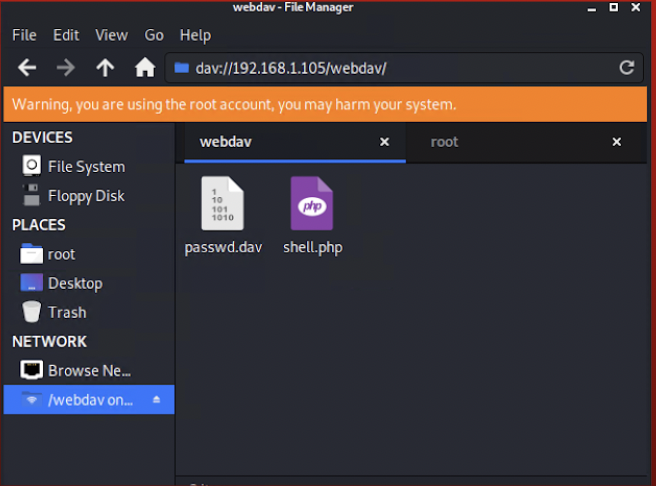 webdav - File Manager
File Edit View Go Help
dav://192.168.1.105/webdav/
Warning, you are using the root account, you may harm your system.
DEVICES
File System
Floppy Disk
PLACES
root
Desktop
Trash
NETWORK
Browse Ne...
/webdav on...
webdav
root
1
10
101
1010
php
passwd.dav
shell.php